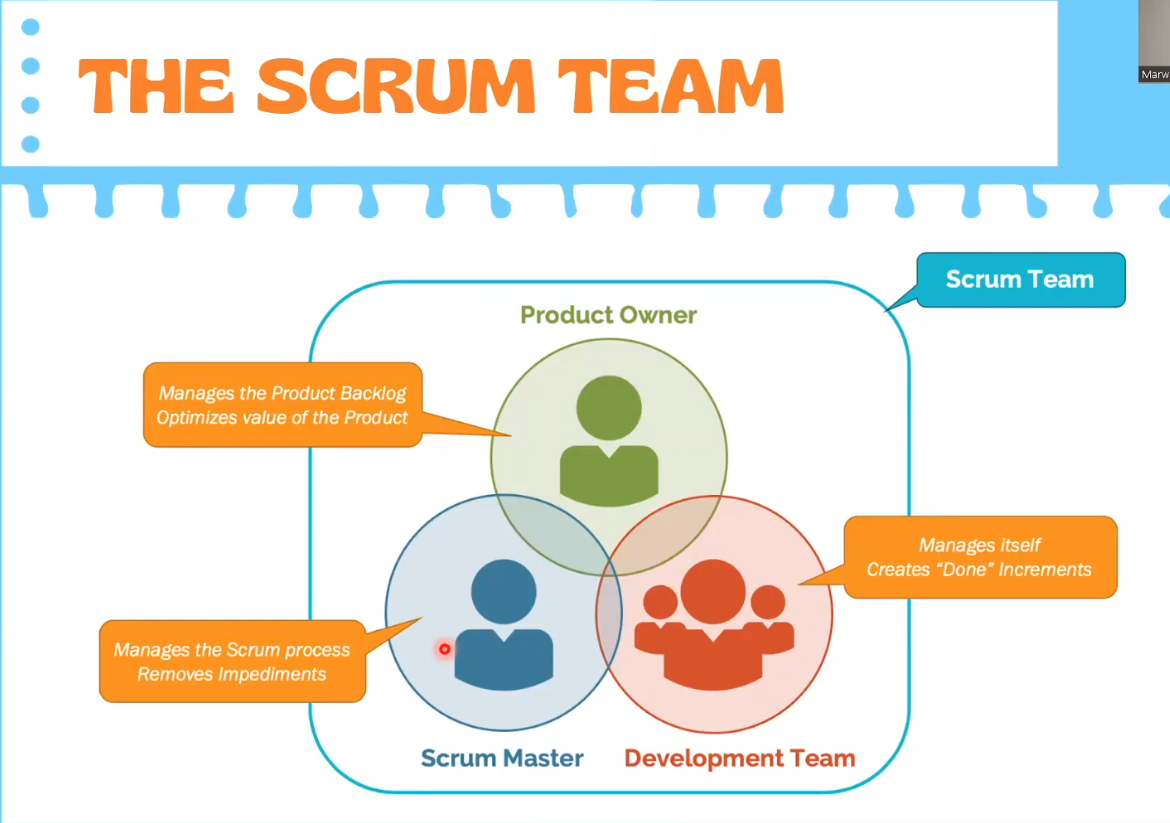 THE SCRUM TEAM
Marw
Scrum Team
Product Owner
Manages the Product Backlog
Optimizes value of the Product
Manages itself
Creates “Done” Increments
Manages the Scrum process
Removes Impediments
Scrum Master
Development Team